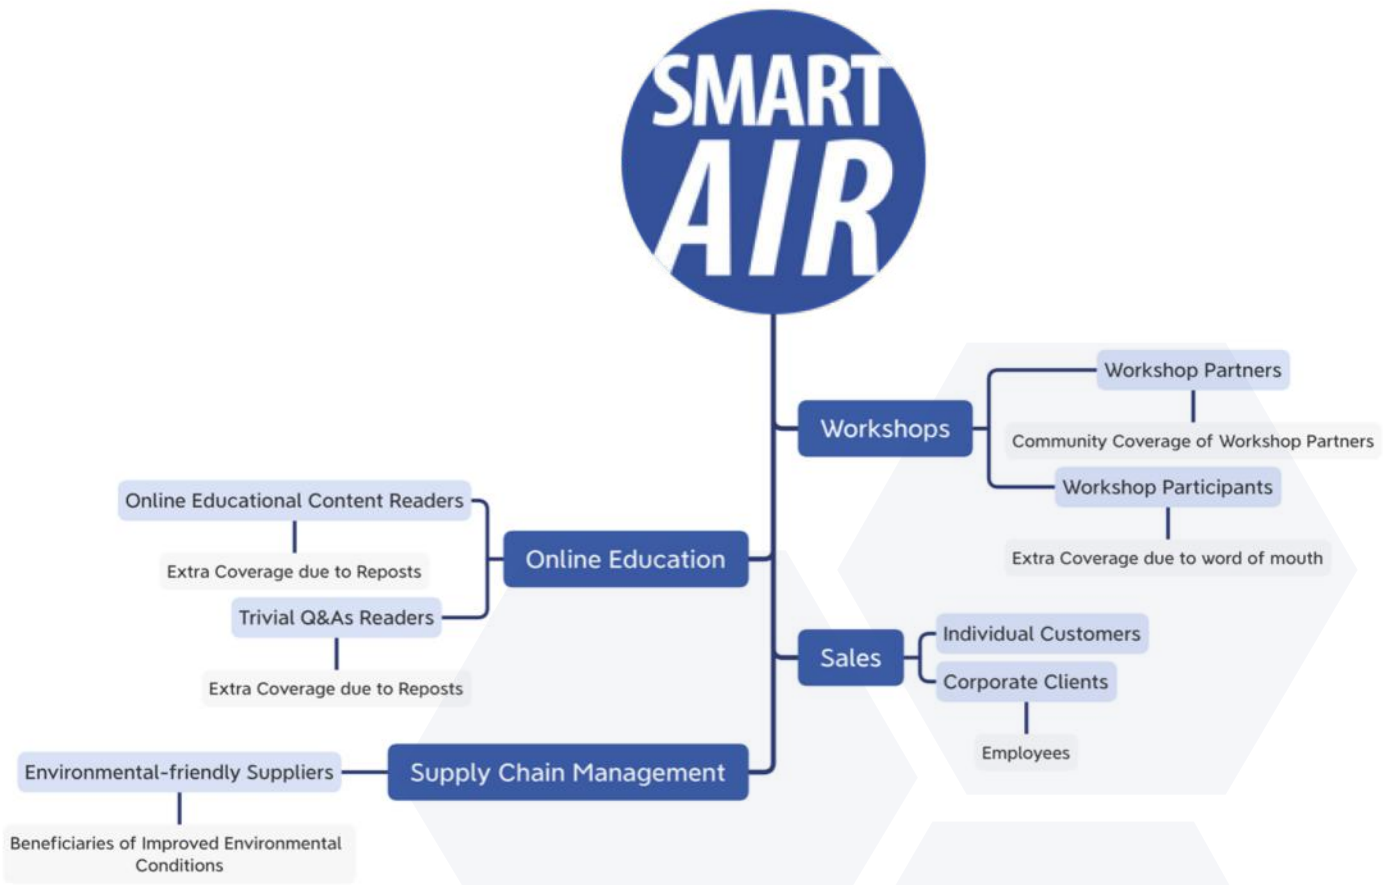 SMART
AIR
Workshops
Workshop Partners
Community Coverage of Workshop Partners
Workshop Participants
Extra Coverage due to word of mouth
Online Education
Online Educational Content Readers
Extra Coverage due to Reposts
Trivial Q&As Readers
Extra Coverage due to Reposts
Sales
Individual Customers
Corporate Clients
Employees
Supply Chain Management
Environmental-friendly Suppliers
Beneficiaries of Improved Environmental
Conditions